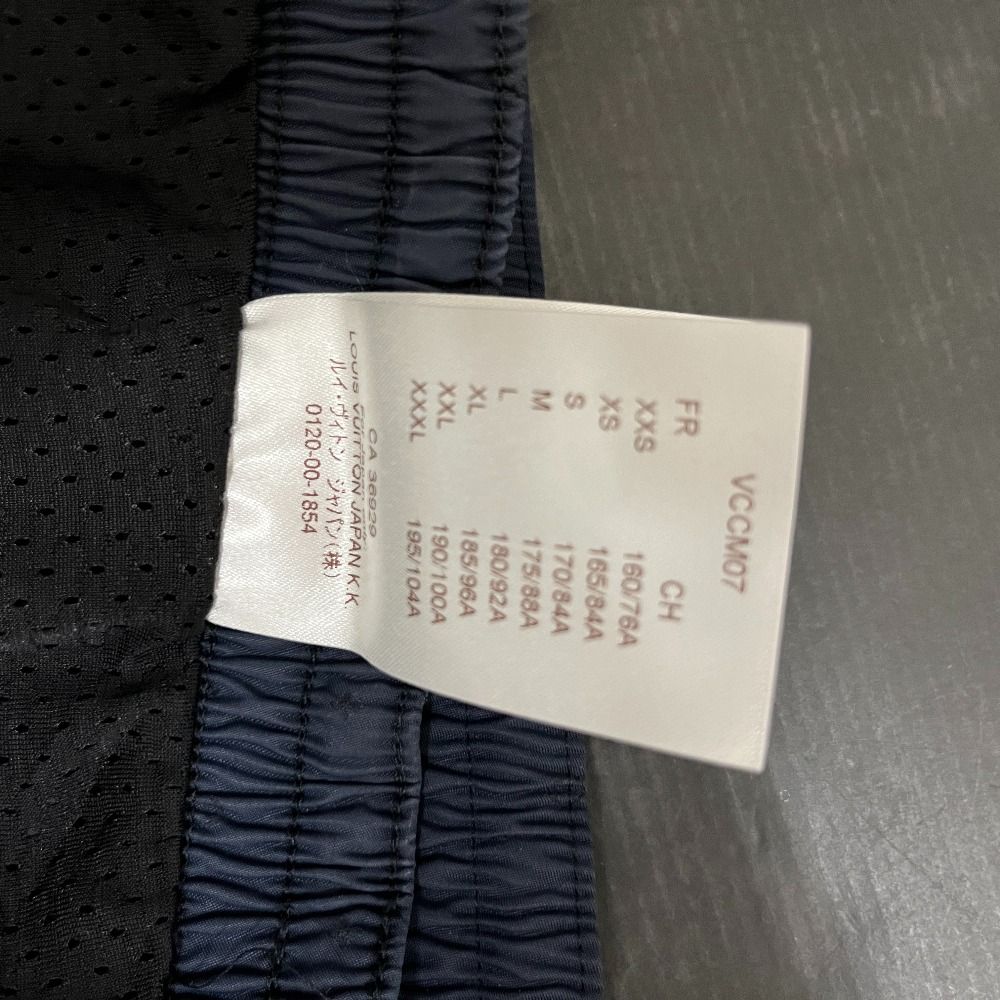 VCCM07
FR CH
XXS 160/76A
XS 165/84A
S 170/84A
M 175/88A
L 180/92A
XL 185/96A
XXL 190/100A
XXXL 195/104A
CA 36929
LOUIS VUITTON JAPAN K.K.
ルイ・ヴィトン ジャパン(株)
0120-00-1854